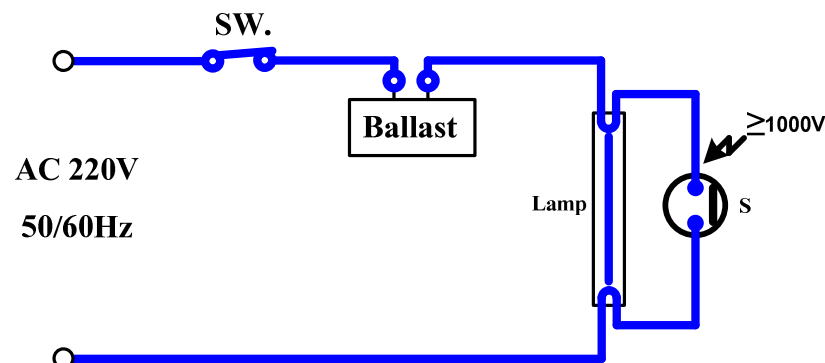 SW.
Ballast
≥1000V
AC 220V
50/60Hz
Lamp
S